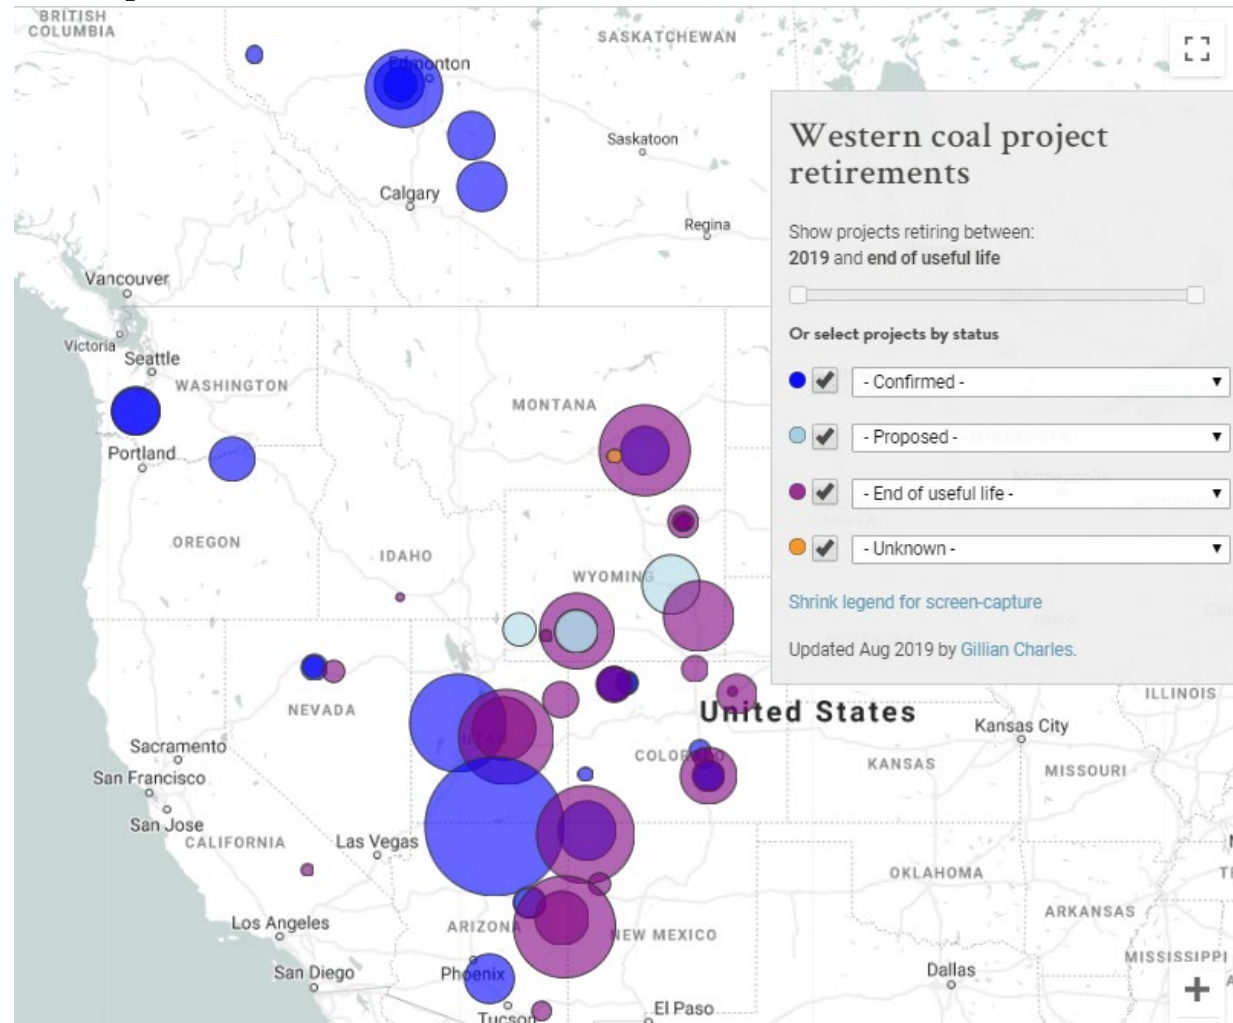 BRITISH
COLUMBIA
SASKATCHEWAN
Edmonton
Saskatoon
Calgary
Regina
Vancouver
Victoria
Seattle
WASHINGTON
MONTANA
Portland
OREGON
IDAHO
WYOMING
NEVADA
UTAH
United States
ILLINOIS
Kansas City
Sacramento
COLORADO
KANSAS
MISSOURI
San Francisco
San Jose
CALIFORNIA
Las Vegas
OKLAHOMA
ARKANSAS
Los Angeles
ARIZONA
NEW MEXICO
MISSISSIPPI
San Diego
Phoenix
Dallas
El Paso
Tucson
Western coal project
retirements
Show projects retiring between:
2019 and end of useful life
Or select projects by status
- Confirmed -
- Proposed -
- End of useful life -
- Unknown -
Shrink legend for screen-capture
Updated Aug 2019 by Gillian Charles.
+